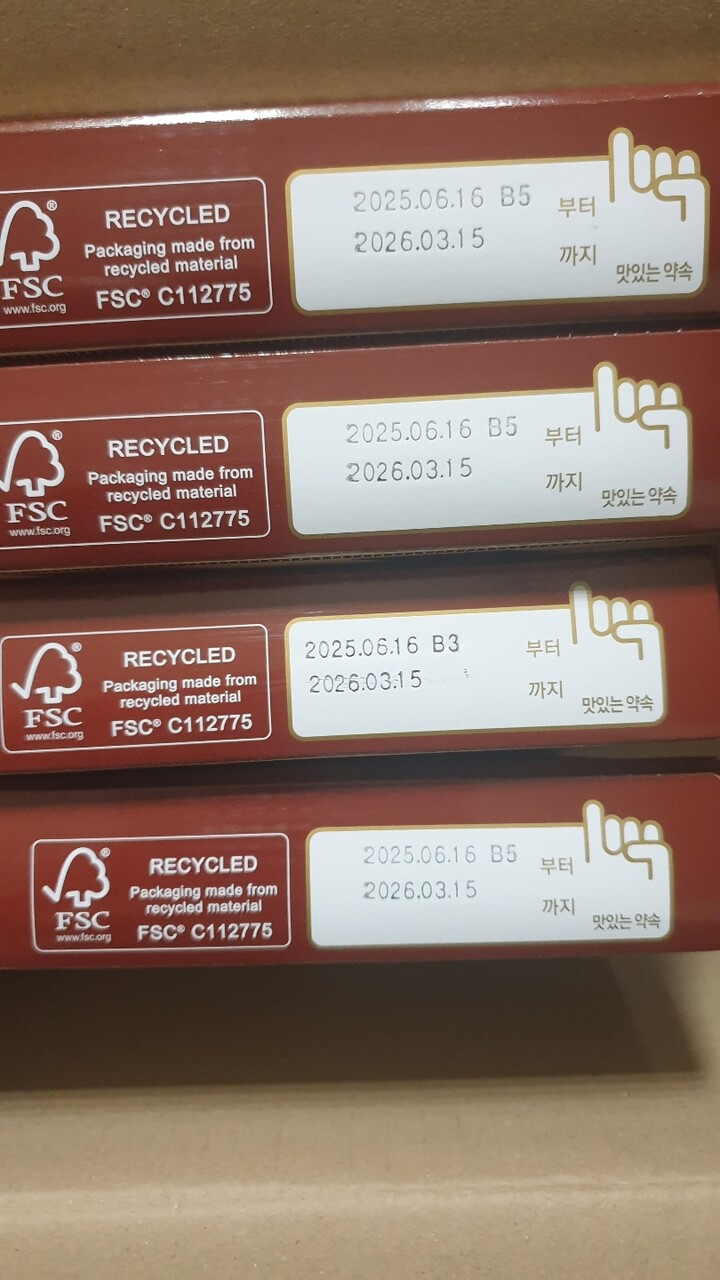 FSC®
www.fsc.org
RECYCLED
Packaging made from
recycled material
FSC® C112775
2025.06.16 B5 부터
2026.03.15 까지
맛있는 약속
FSC®
www.fsc.org
RECYCLED
Packaging made from
recycled material
FSC® C112775
2025.06.16 B5 부터
2026.03.15 까지
맛있는 약속
FSC®
www.fsc.org
RECYCLED
Packaging made from
recycled material
FSC® C112775
2025.06.16 B3 부터
2026.03.15 까지
맛있는 약속
FSC®
www.fsc.org
RECYCLED
Packaging made from
recycled material
FSC® C112775
2025.06.16 B5 부터
2026.03.15 까지
맛있는 약속